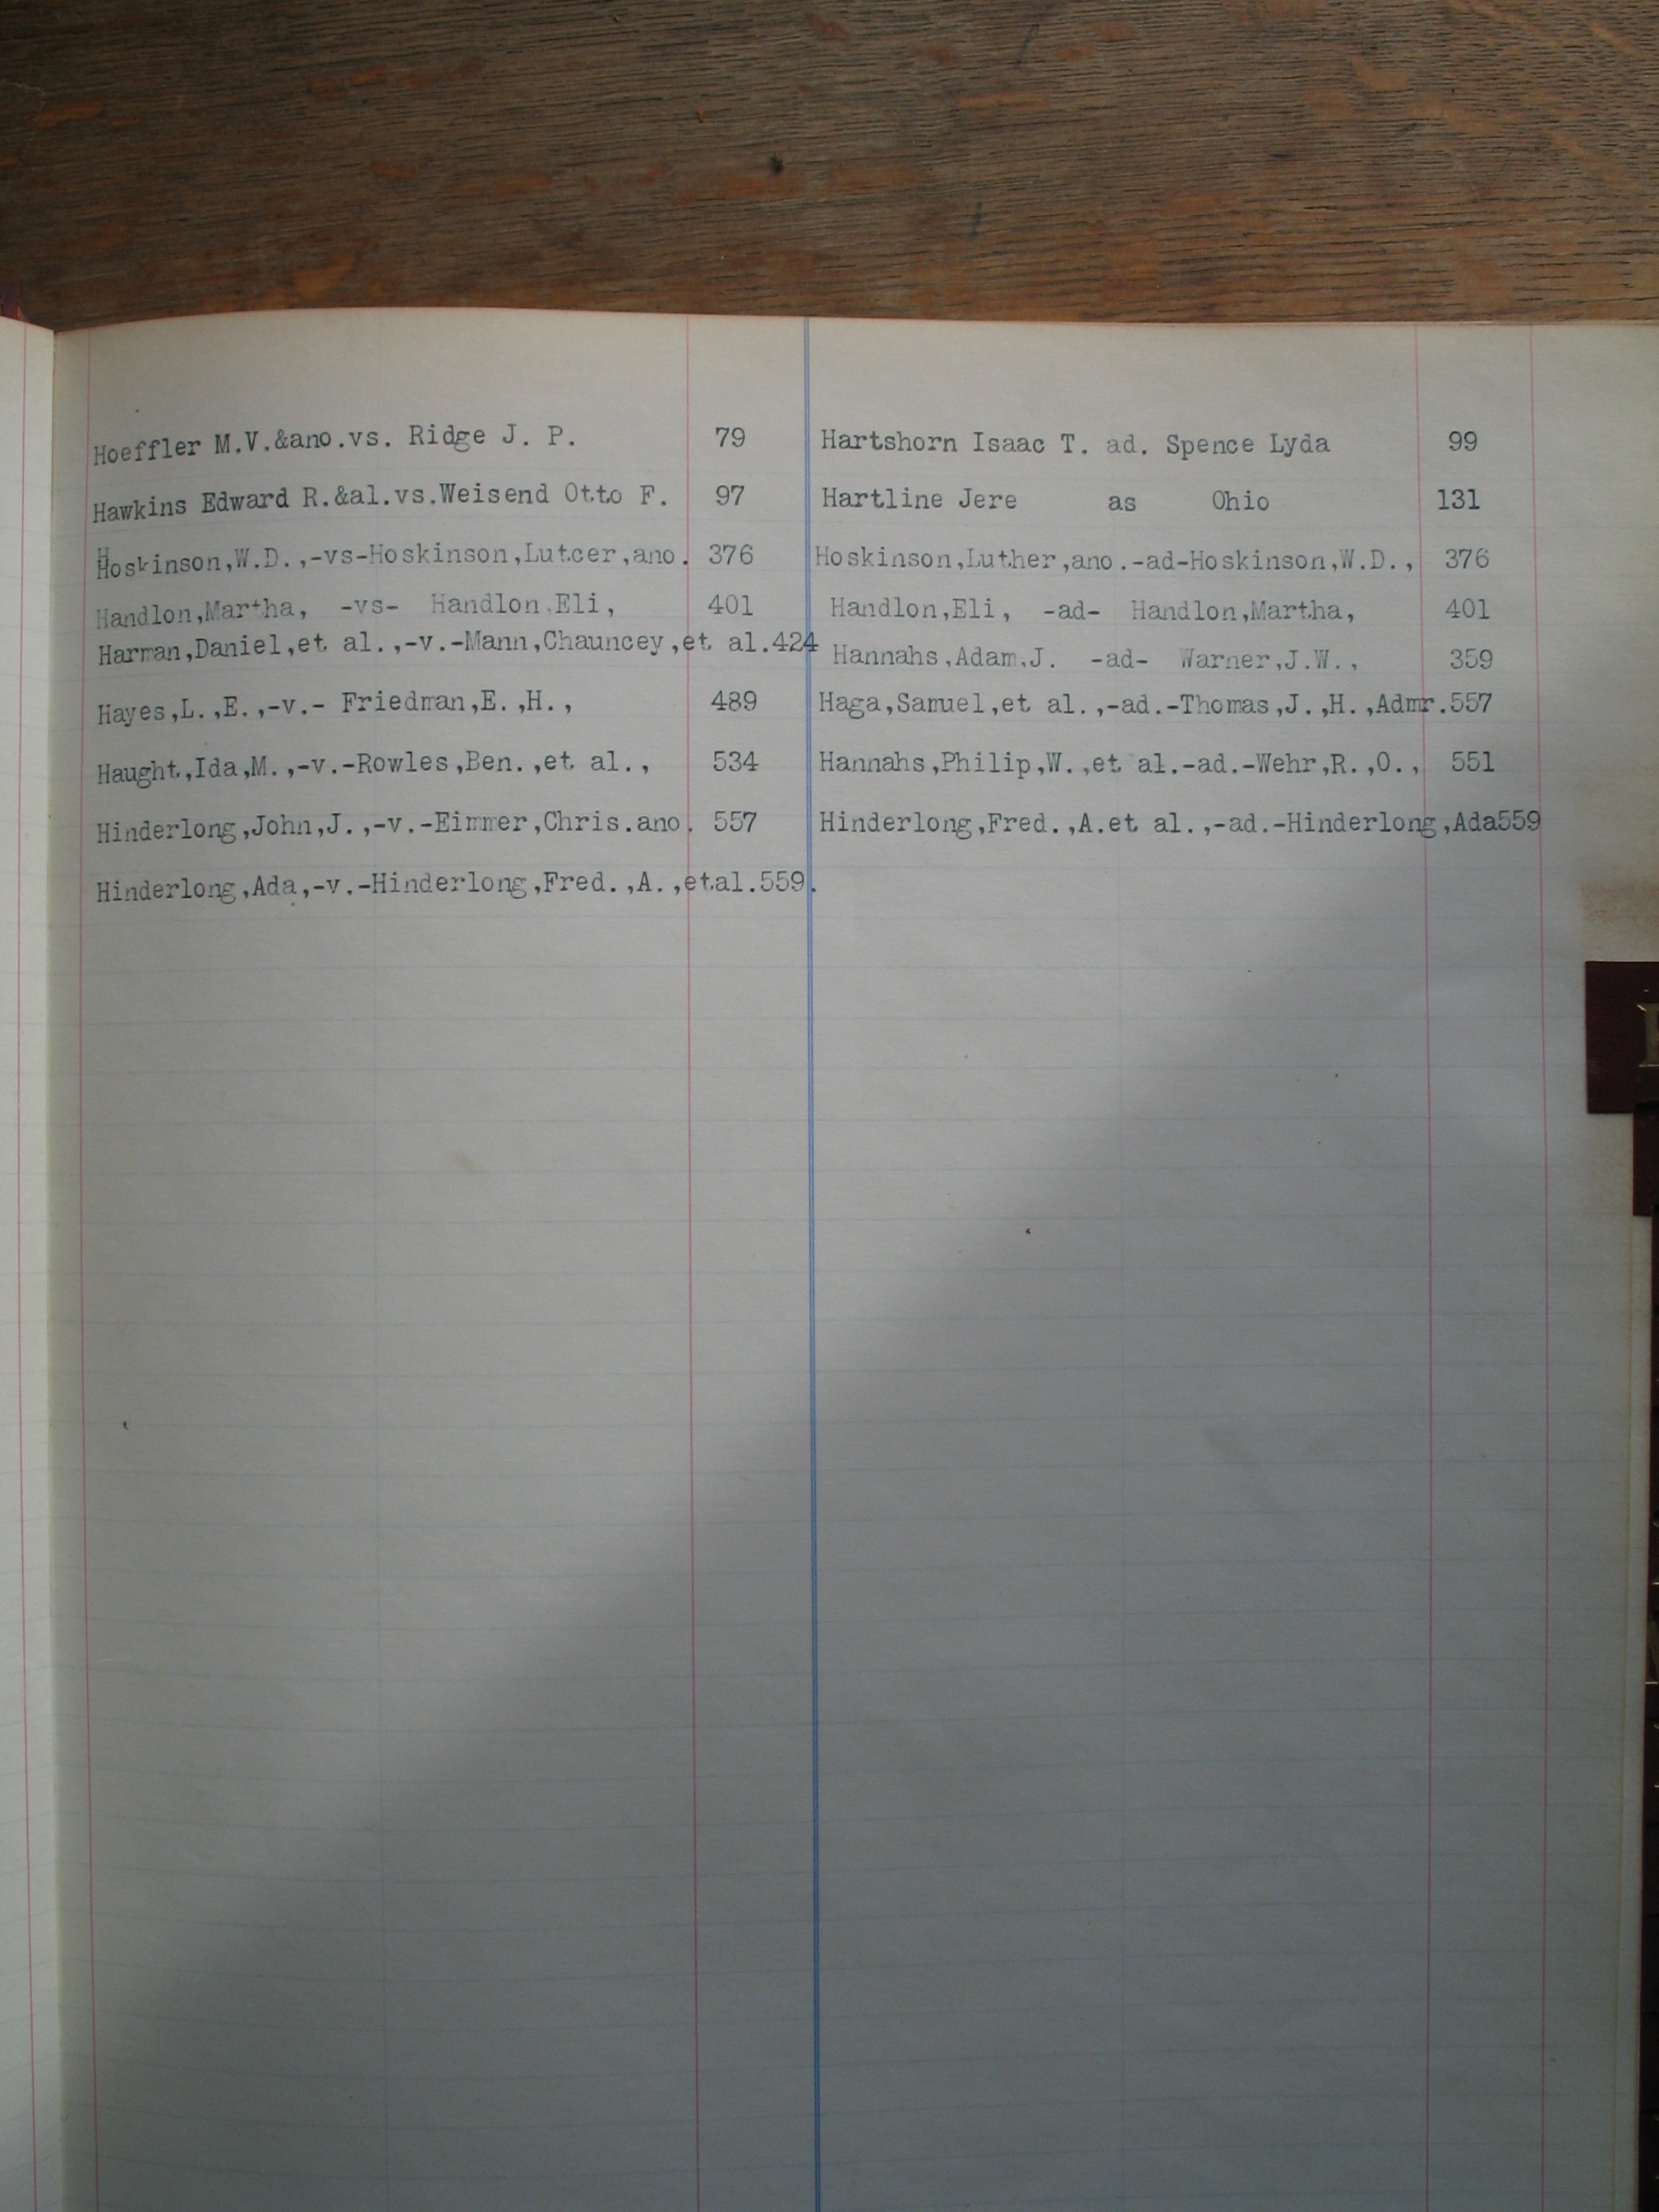 Hoeffler M.V.&ano.vs. Ridge J. P. 79
Hawkins Edward R.&al.vs.Weisend Otto F. 97
Hoskinson,W.D.,-vs-Hoskinson,Lutcer,ano. 376
Handlon,Martha, -vs- Handlon,Eli, 401
Harman,Daniel,et al.,-v.-Mann,Chauncey,et al.424
Hayes,L.,E.,-v.- Friedman,E.,H., 489
Haught,Ida,M.,-v.-Rowles,Ben.,et al., 534
Hinderlong,John,J.,-v.-Eimmer,Chris.ano. 557
Hinderlong,Ada,-v.-Hinderlong,Fred.,A.,etal.559.
Hartshorn Isaac T. ad. Spence Lyda 99
Hartline Jere as Ohio 131
Hoskinson,Luther,ano.-ad-Hoskinson,W.D., 376
Handlon,Eli, -ad- Handlon,Martha, 401
Hannahs,Adam,J. -ad- Warner,J.W., 359
Haga,Samuel,et al.,-ad.-Thomas,J.,H.,Admr.557
Hannahs,Philip,W.,et al.-ad.-Wehr,R.,O., 551
Hinderlong,Fred.,A.et al.,-ad.-Hinderlong,Ada559